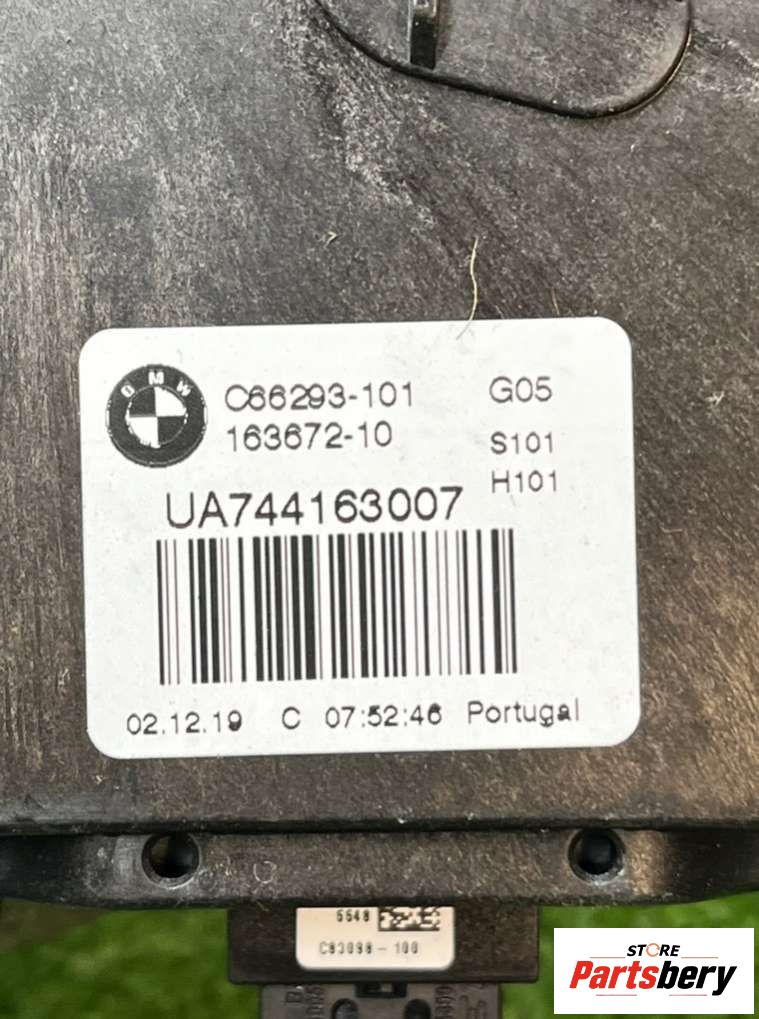 BMW
C66293-101 G05
163672-10 S101
H101
UA744163007
02.12.19 C 07:52:46 Portugal
5548
C83098-100
STORE
Partsbery